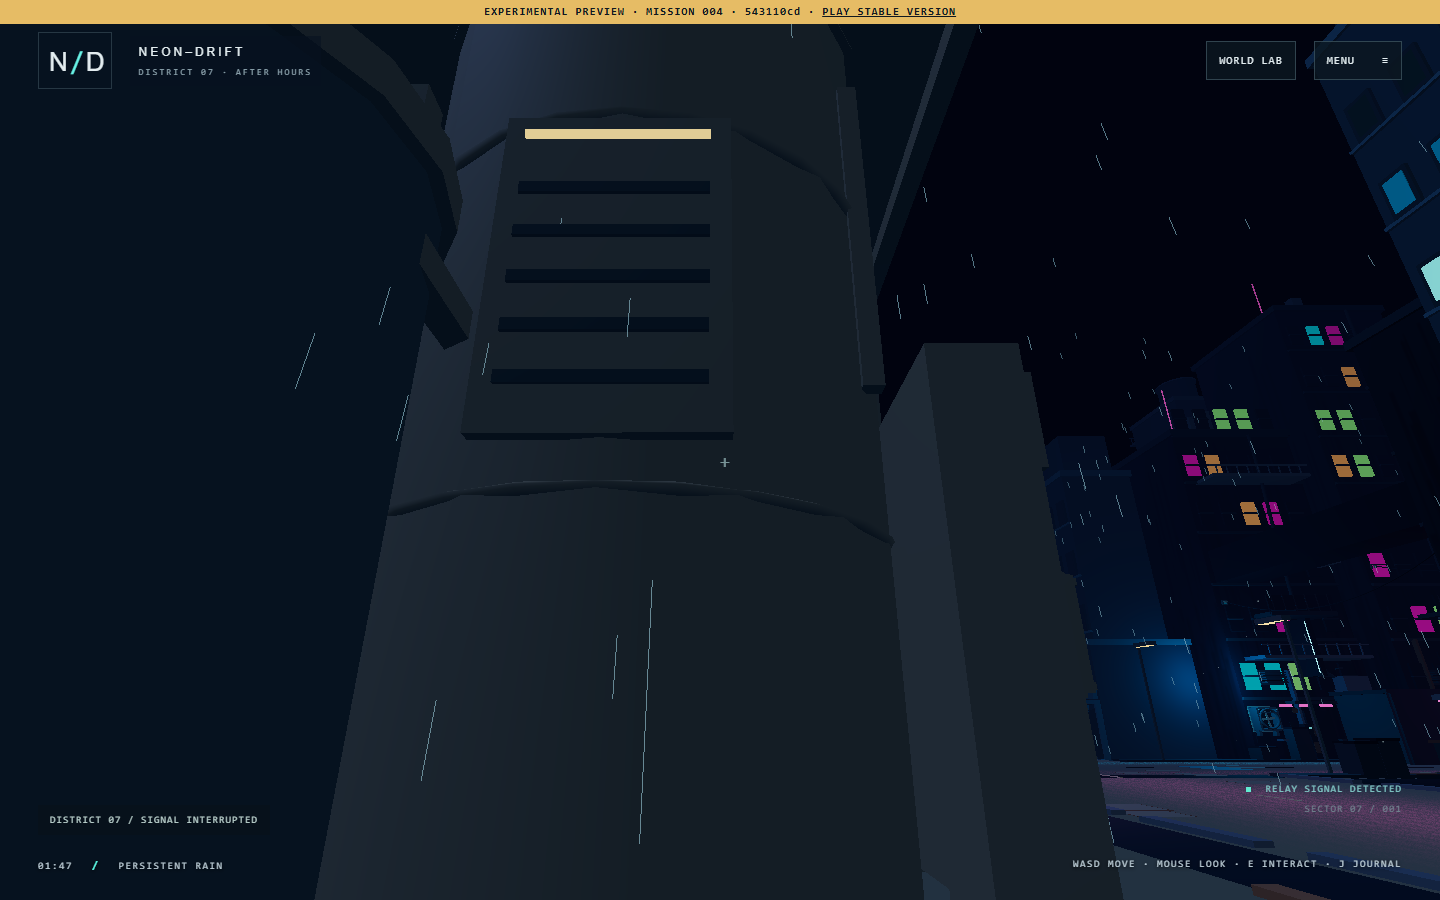 EXPERIMENTAL PREVIEW · MISSION 004 · 543110cd · PLAY STABLE VERSION
N/D
NEON—DRIFT
DISTRICT 07 · AFTER HOURS
WORLD LAB
MENU ≡
RELAY SIGNAL DETECTED
SECTOR 07 / 001
DISTRICT 07 / SIGNAL INTERRUPTED
01:47 / PERSISTENT RAIN
WASD MOVE · MOUSE LOOK · E INTERACT · J JOURNAL